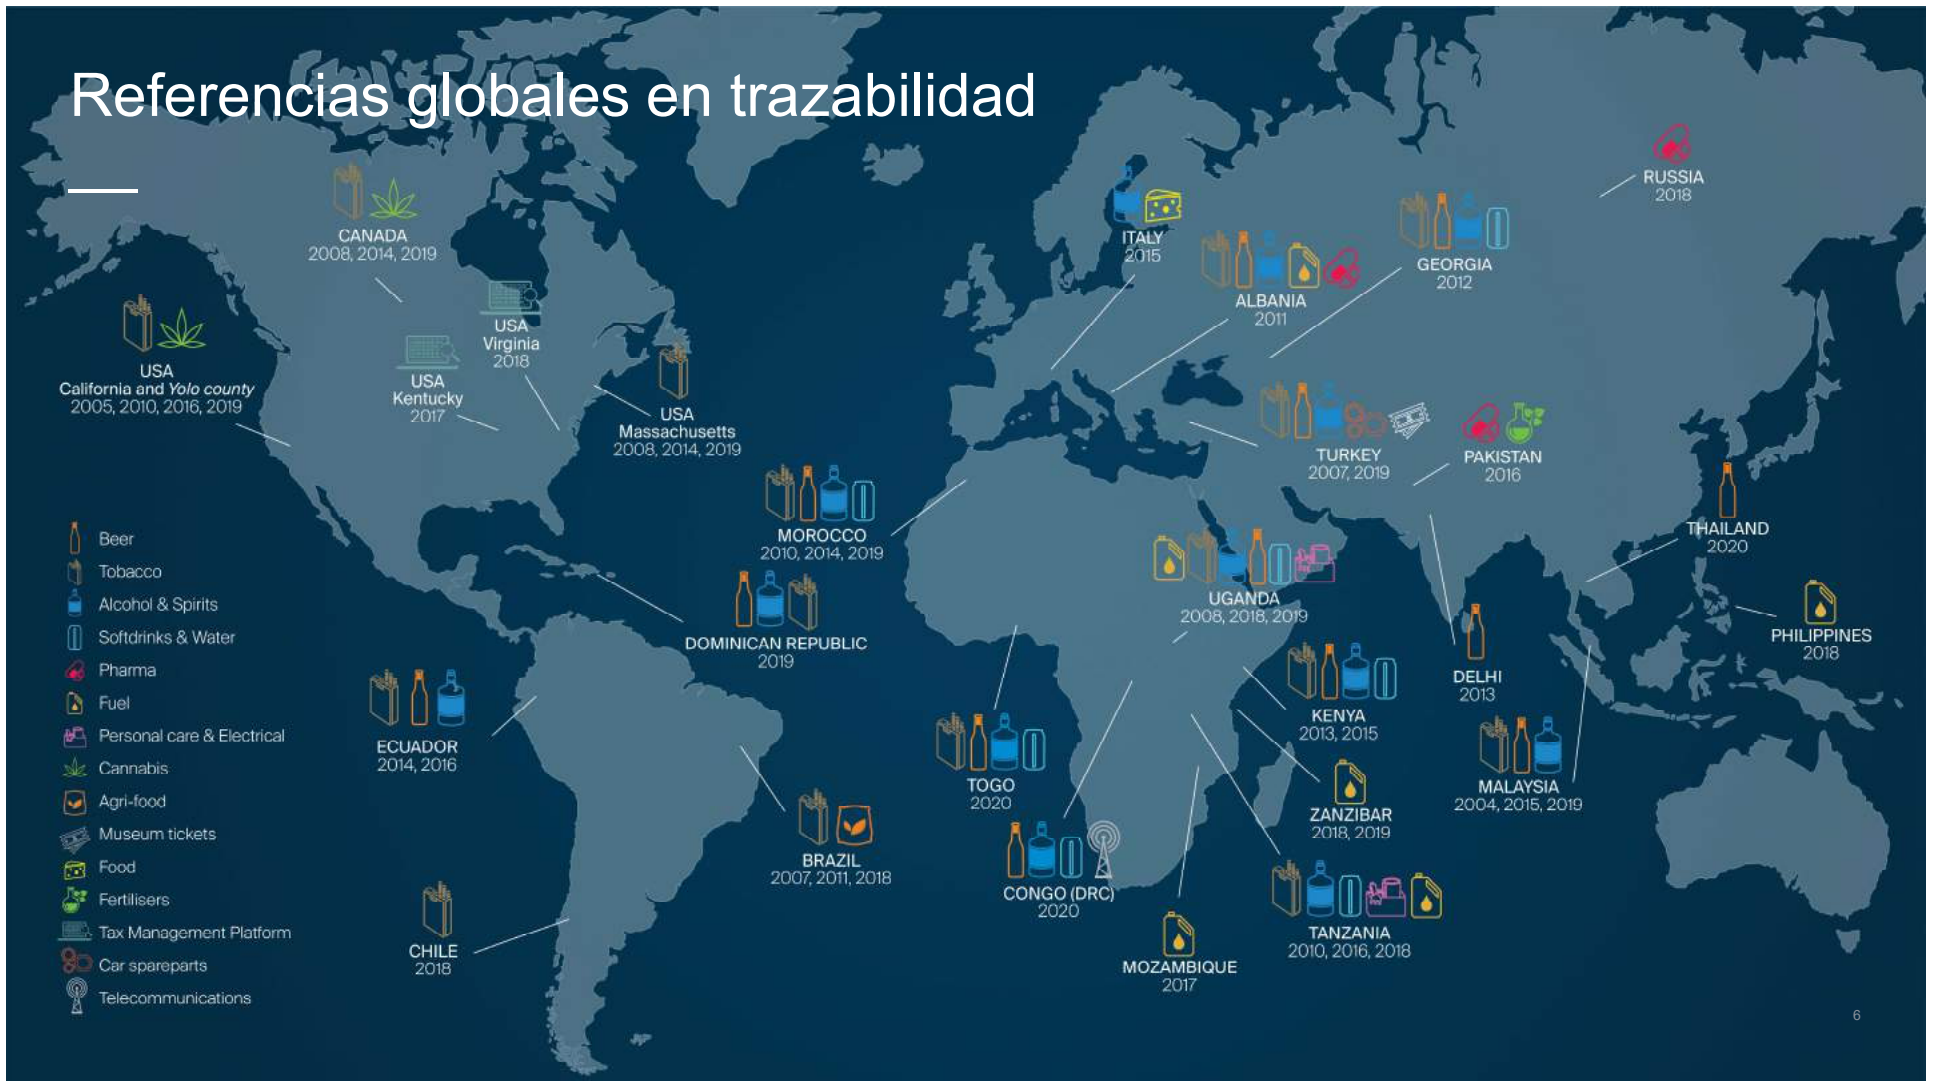 Referencias globales en trazabilidad
CANADA
2008, 2014, 2019
USA
California and Yolo county
2005, 2010, 2016, 2019
USA
Virginia
2018
USA
Kentucky
2017
USA
Massachusetts
2008, 2014, 2019
ITALY
2015
ALBANIA
2011
GEORGIA
2012
RUSSIA
2018
TURKEY
2007, 2019
PAKISTAN
2016
THAILAND
2020
MOROCCO
2010, 2014, 2019
DOMINICAN REPUBLIC
2019
UGANDA
2008, 2018, 2019
PHILIPPINES
2018
DELHI
2013
KENYA
2013, 2015
ECUADOR
2014, 2016
TOGO
2020
ZANZIBAR
2018, 2019
MALAYSIA
2004, 2015, 2019
BRAZIL
2007, 2011, 2018
CONGO (DRC)
2020
TANZANIA
2010, 2016, 2018
CHILE
2018
MOZAMBIQUE
2017
Beer
Tobacco
Alcohol & Spirits
Softdrinks & Water
Pharma
Fuel
Personal care & Electrical
Cannabis
Agri-food
Museum tickets
Food
Fertilisers
Tax Management Platform
Car spareparts
Telecommunications
6